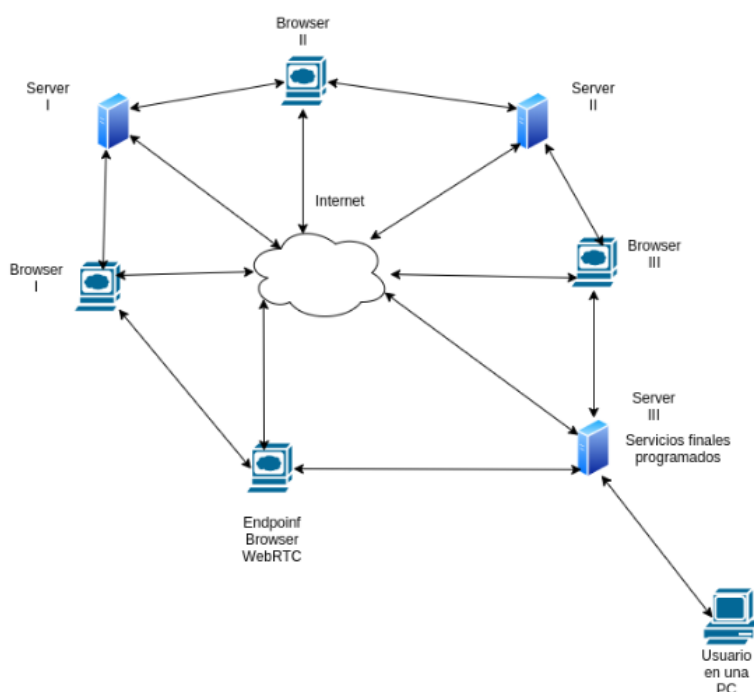 Browser
II
Server
I
Server
II
Internet
Browser
I
Browser
III
Server
III
Servicios finales
programados
Endpoinf
Browser
WebRTC
Usuario
en una
PC